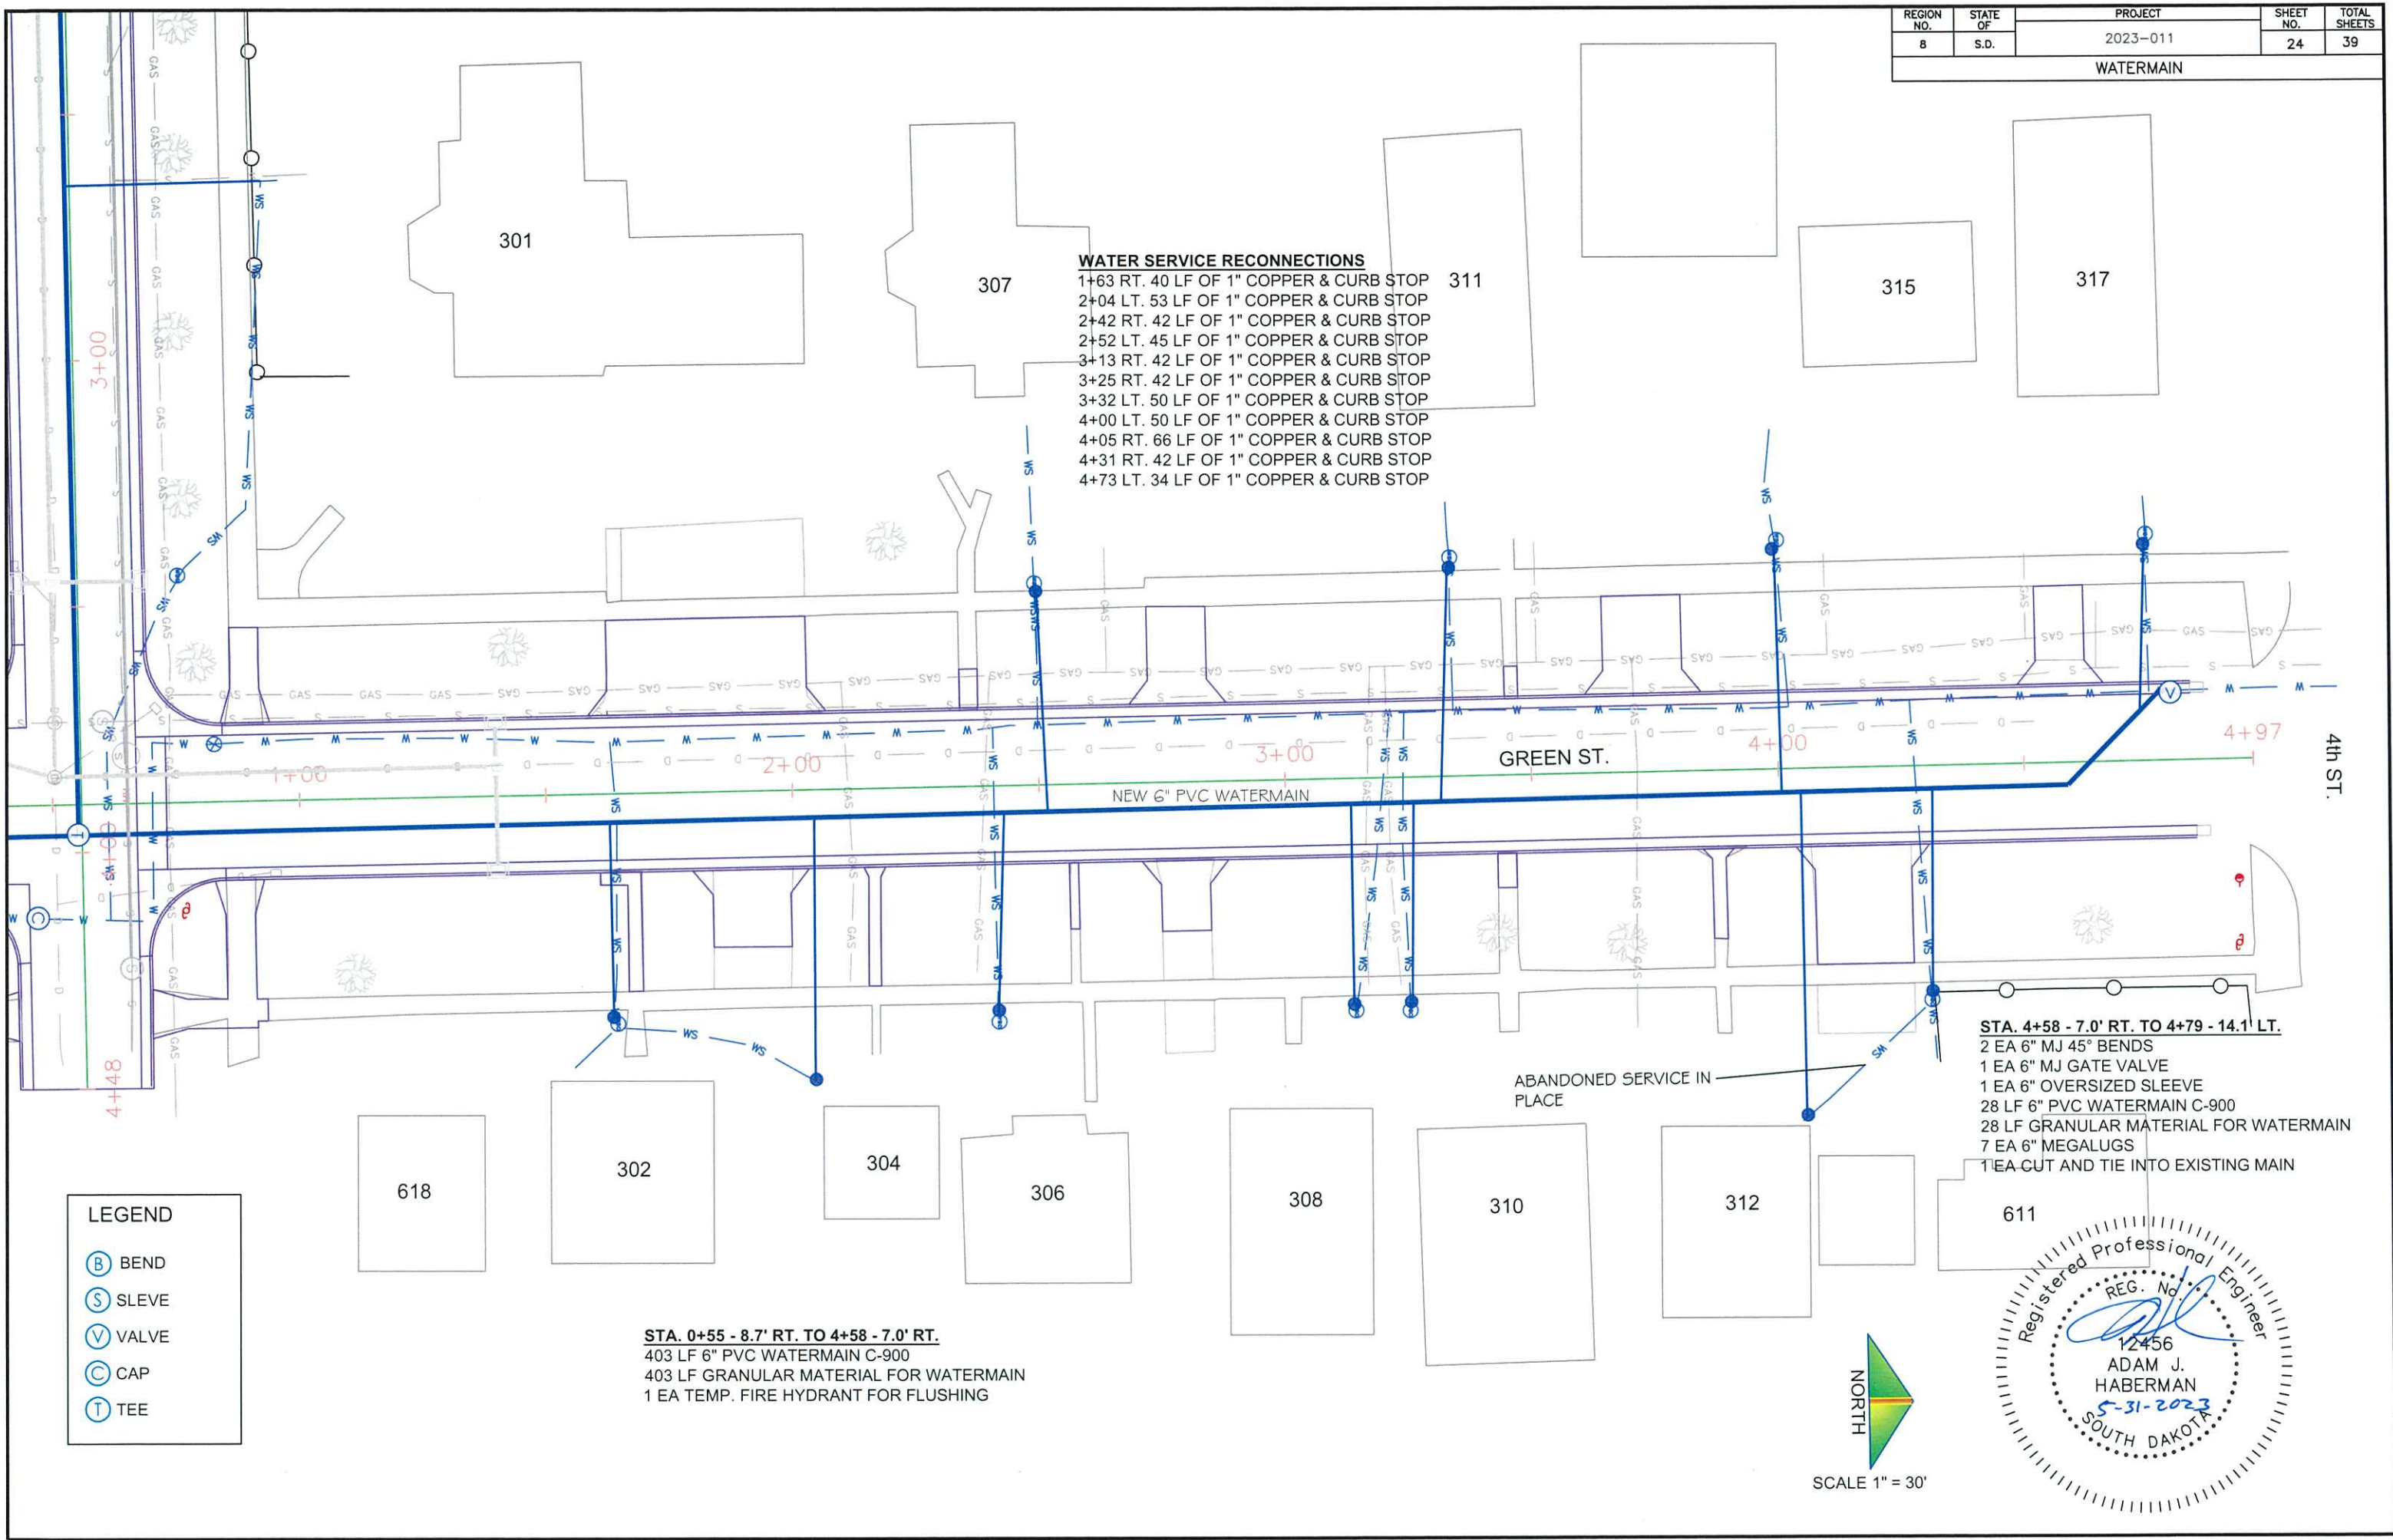 REGION NO.
STATE OF
PROJECT
SHEET NO.
TOTAL SHEETS
8
S.D.
2023-011
24
39
WATERMAIN
301
307
311
315
317
WATER SERVICE RECONNECTIONS
1+63 RT. 40 LF OF 1" COPPER & CURB STOP
2+04 LT. 53 LF OF 1" COPPER & CURB STOP
2+42 RT. 42 LF OF 1" COPPER & CURB STOP
2+52 LT. 45 LF OF 1" COPPER & CURB STOP
3+13 RT. 42 LF OF 1" COPPER & CURB STOP
3+25 RT. 42 LF OF 1" COPPER & CURB STOP
3+32 LT. 50 LF OF 1" COPPER & CURB STOP
4+00 LT. 50 LF OF 1" COPPER & CURB STOP
4+05 RT. 66 LF OF 1" COPPER & CURB STOP
4+31 RT. 42 LF OF 1" COPPER & CURB STOP
4+73 LT. 34 LF OF 1" COPPER & CURB STOP
3+00
1+00
2+00
3+00
4+00
4+97
GREEN ST.
4th ST.
NEW 6" PVC WATERMAIN
4+48
ABANDONED SERVICE IN
PLACE
STA. 4+58 - 7.0' RT. TO 4+79 - 14.1' LT.
2 EA 6" MJ 45° BENDS
1 EA 6" MJ GATE VALVE
1 EA 6" OVERSIZED SLEEVE
28 LF 6" PVC WATERMAIN C-900
28 LF GRANULAR MATERIAL FOR WATERMAIN
7 EA 6" MEGALUGS
1 EA CUT AND TIE INTO EXISTING MAIN
618
302
304
306
308
310
312
611
LEGEND
B BEND
S SLEVE
V VALVE
C CAP
T TEE
STA. 0+55 - 8.7' RT. TO 4+58 - 7.0' RT.
403 LF 6" PVC WATERMAIN C-900
403 LF GRANULAR MATERIAL FOR WATERMAIN
1 EA TEMP. FIRE HYDRANT FOR FLUSHING
NORTH
SCALE 1" = 30'
Registered Professional Engineer
REG. No.
12456
ADAM J.
HABERMAN
5-31-2023
SOUTH DAKOTA